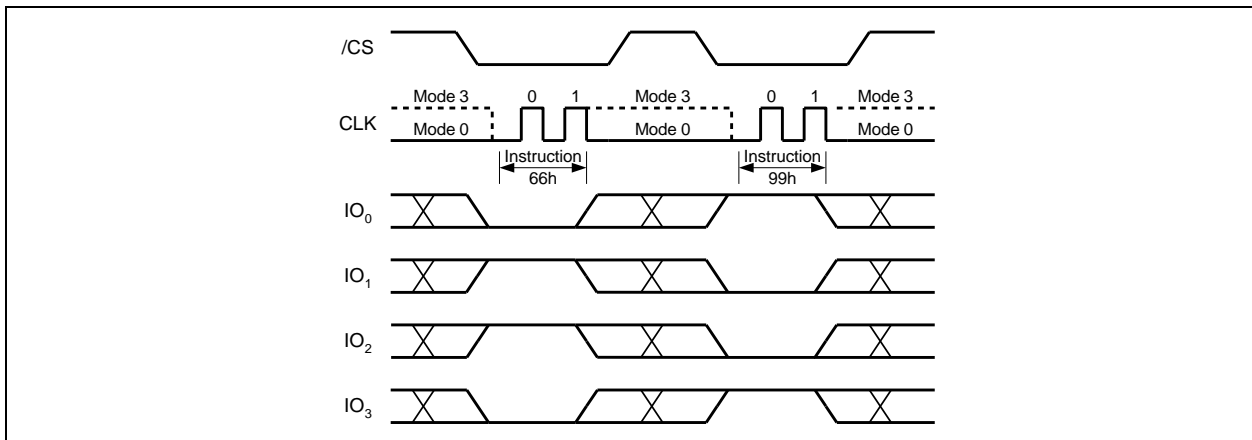 /CS
Mode 3 0 1 Mode 3 0 1 Mode 3
CLK
Mode 0 Mode 0 Mode 0
Instruction Instruction
66h 99h
IO₀
IO₁
IO₂
IO₃